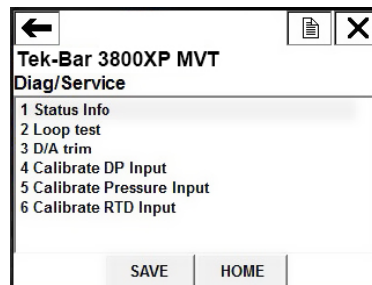 Tek-Bar 3800XP MVT
Diag/Service
1 Status Info
2 Loop test
3 D/A trim
4 Calibrate DP Input
5 Calibrate Pressure Input
6 Calibrate RTD Input
SAVE HOME